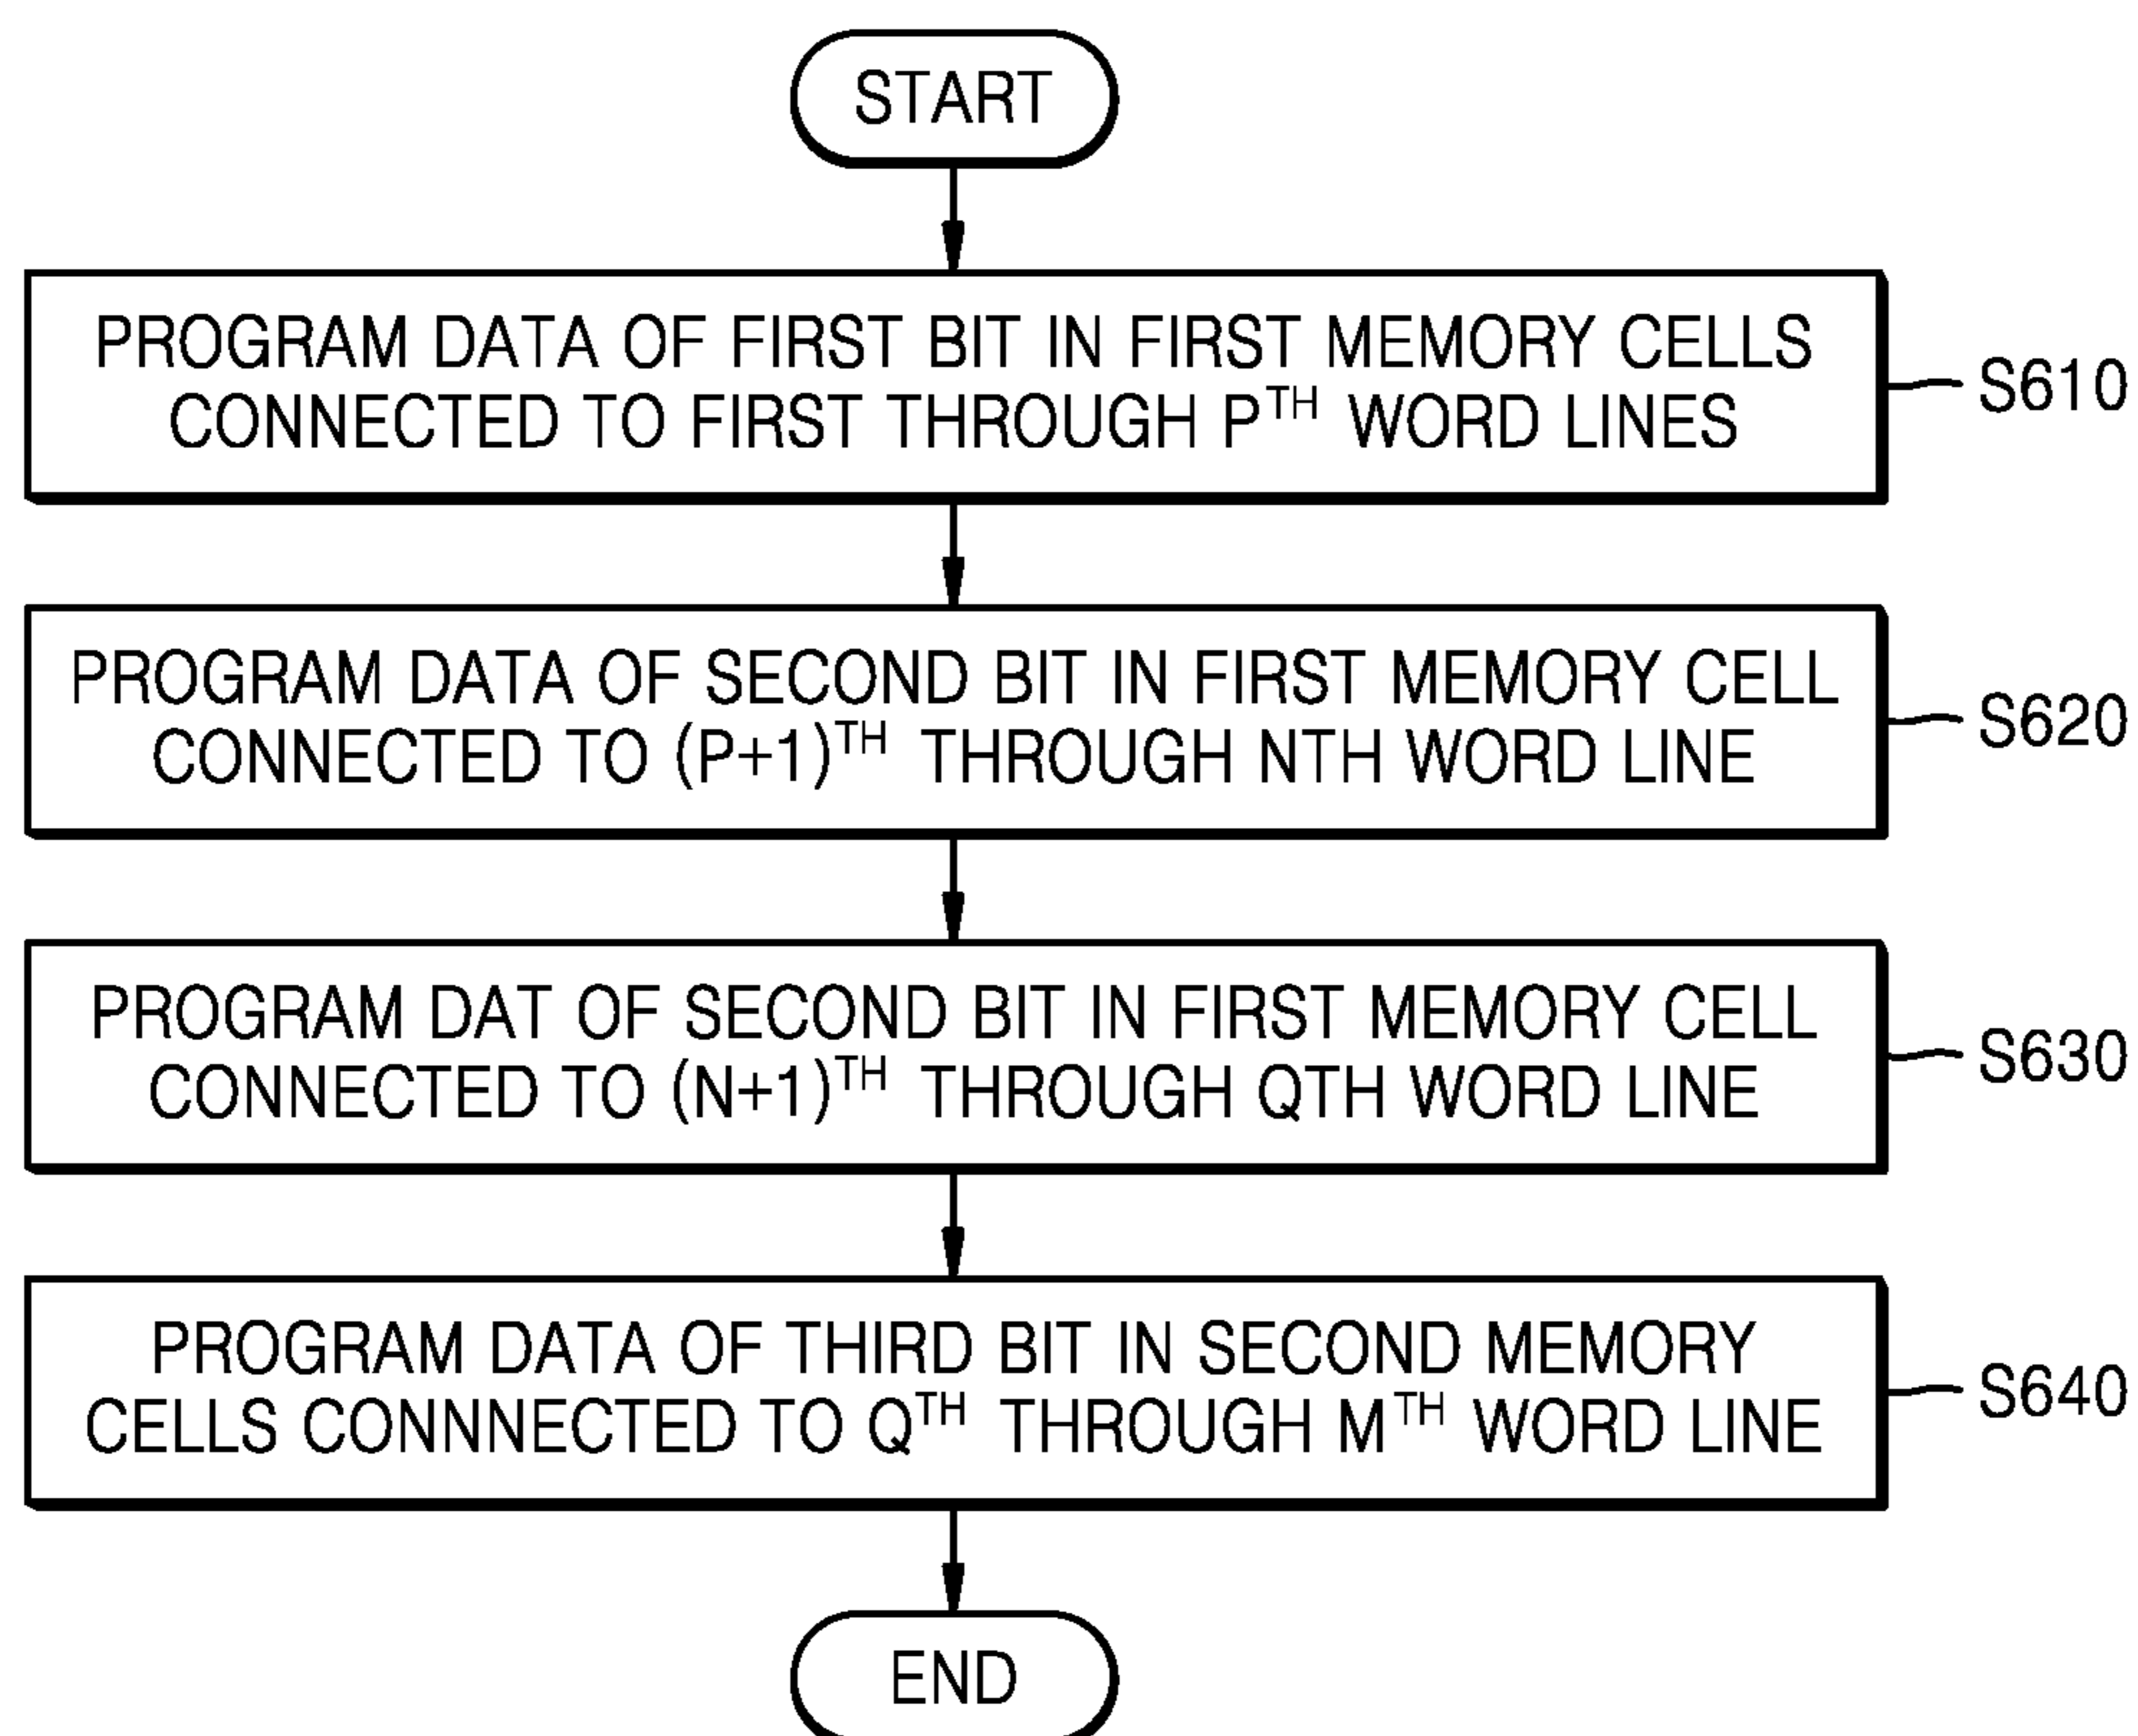 START
PROGRAM DATA OF FIRST BIT IN FIRST MEMORY CELLS
CONNECTED TO FIRST THROUGH P^TH WORD LINES
S610
PROGRAM DATA OF SECOND BIT IN FIRST MEMORY CELL
CONNECTED TO (P+1)^TH THROUGH NTH WORD LINE
S620
PROGRAM DAT OF SECOND BIT IN FIRST MEMORY CELL
CONNECTED TO (N+1)^TH THROUGH QTH WORD LINE
S630
PROGRAM DATA OF THIRD BIT IN SECOND MEMORY
CELLS CONNNECTED TO Q^TH THROUGH M^TH WORD LINE
S640
END